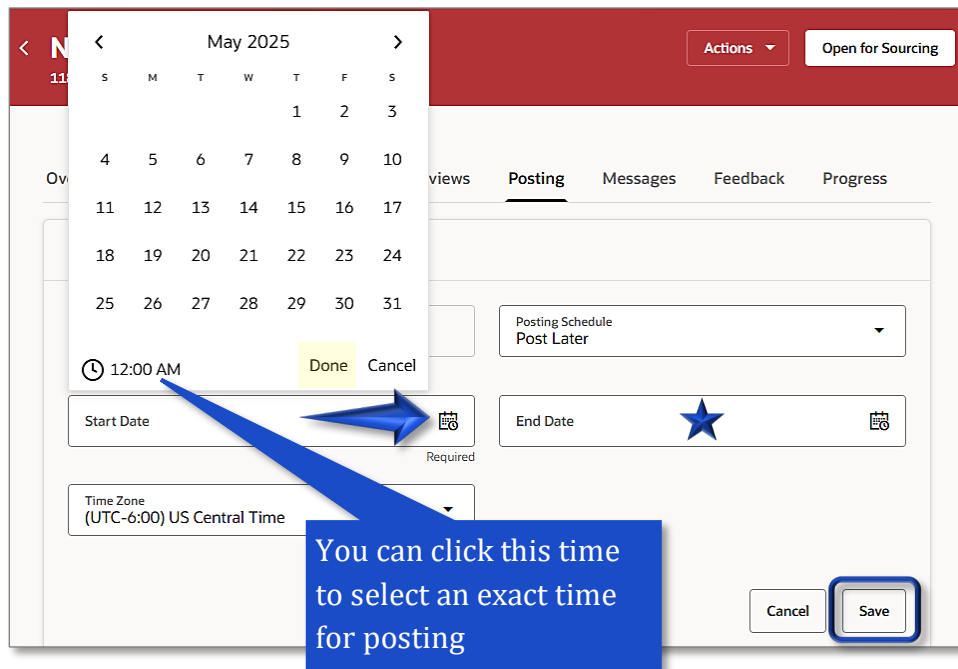 N
118
May 2025
Actions
Open for Sourcing
S M T W T F S
1 2 3
4 5 6 7 8 9 10
11 12 13 14 15 16 17
18 19 20 21 22 23 24
25 26 27 28 29 30 31
12:00 AM
Done
Cancel
Ov
views
Posting
Messages
Feedback
Progress
Posting Schedule
Post Later
Start Date
Required
End Date
Time Zone
(UTC-6:00) US Central Time
You can click this time
to select an exact time
for posting
Cancel
Save